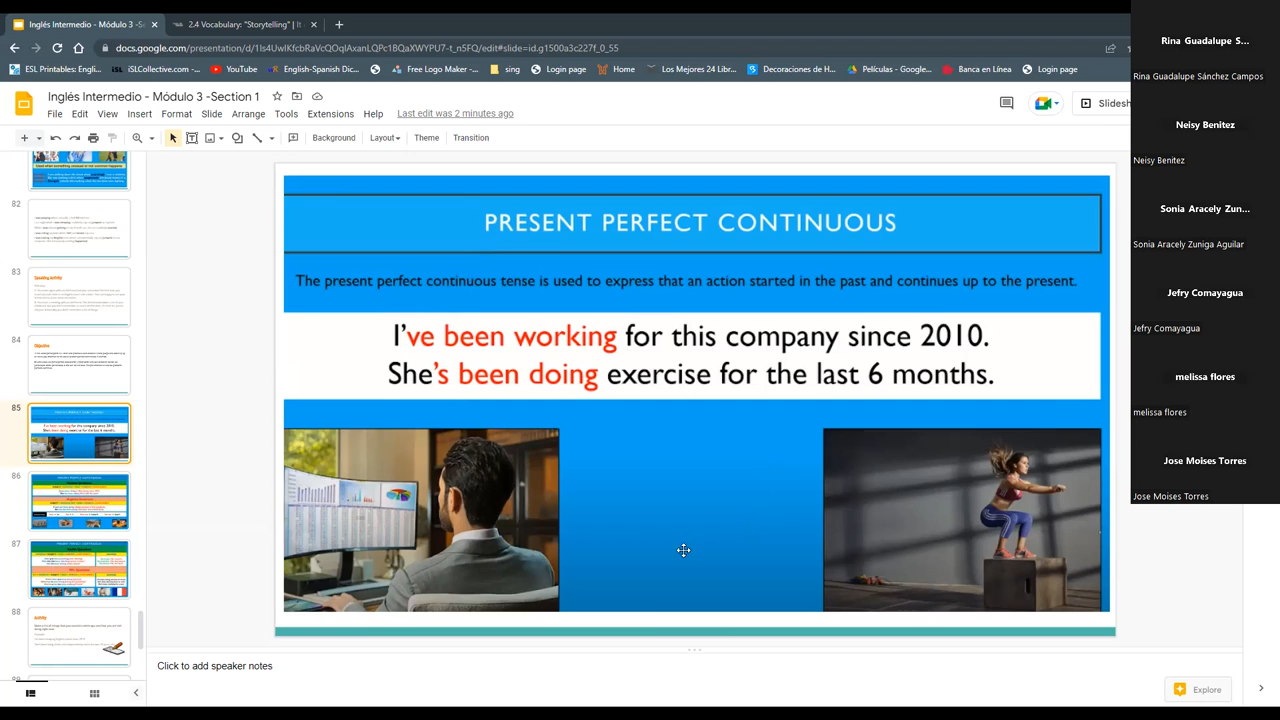 Inglés Intermedio - Módulo 3 -S
2.4 Vocabulary: "Storytelling" | It
docs.google.com/presentation/d/1Is4UwIKfcbRaVcQOqIAxanLQPc1BQaXWYPU7-t_n5FQ/edit#slide=id.g1500a3c227f_0_55
ESL Printables: Engli...
iSLCollective.com -...
YouTube
English-Spanish Dic...
Free Logo Maker -...
sing
Login page
Home
Los Mejores 24 Libr...
Decoraciones de H...
Películas - Google...
Banca en Línea
Login page
Inglés Intermedio - Módulo 3 -Section 1
File Edit View Insert Format Slide Arrange Tools Extensions Help Last edit was 2 minutes ago
Slidesh
Background Layout Theme Transition
82
83
Speaking Activity
84
Objective
85
86
87
88
Activity
PRESENT PERFECT CONTINUOUS
The present perfect continuous tense is used to express that an action started in the past and continues up to the present.
I've been working for this company since 2010.
She's been doing exercise for the last 6 months.
Click to add speaker notes
Explore
Rina Guadalupe S...
Rina Guadalupe Sánchez Campos
Neisy Benitez
Neisy Benitez
Sonia Aracely Zun...
Sonia Aracely Zuniga Aguilar
Jefry Comayagua
Jefry Comayagua
melissa flores
melissa flores
Jose Moises Torres
Jose Moises Torres